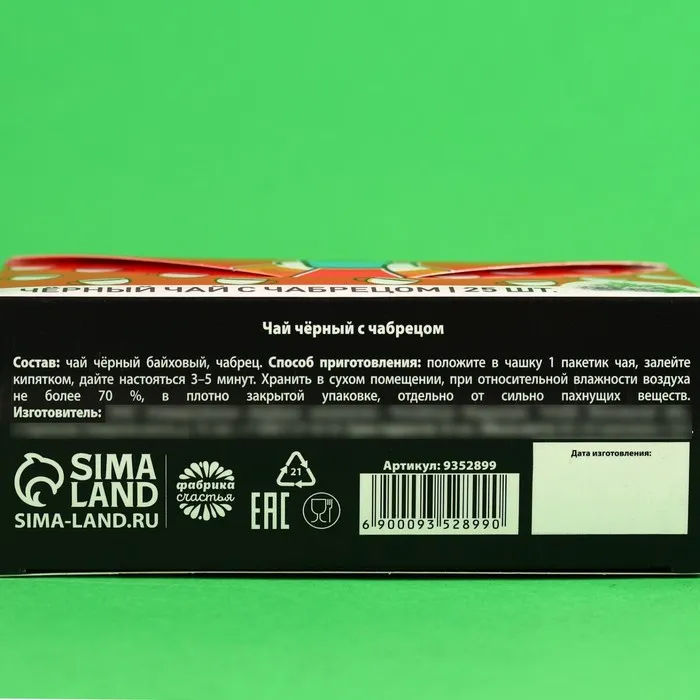 ЧЁРНЫЙ ЧАЙ С ЧАБРЕЦОМ | 25 ШТ.
Чай чёрный с чабрецом
Состав: чай чёрный байховый, чабрец. Способ приготовления: положите в чашку 1 пакетик чая, залейте
кипятком, дайте настояться 3–5 минут. Хранить в сухом помещении, при относительной влажности воздуха
не более 70 %, в плотно закрытой упаковке, отдельно от сильно пахнущих веществ.
Изготовитель:
SIMA
LAND
SIMA-LAND.RU
фабрика
счастья
21
EAC
Артикул: 9352899
6 900093 528990
Дата изготовления: